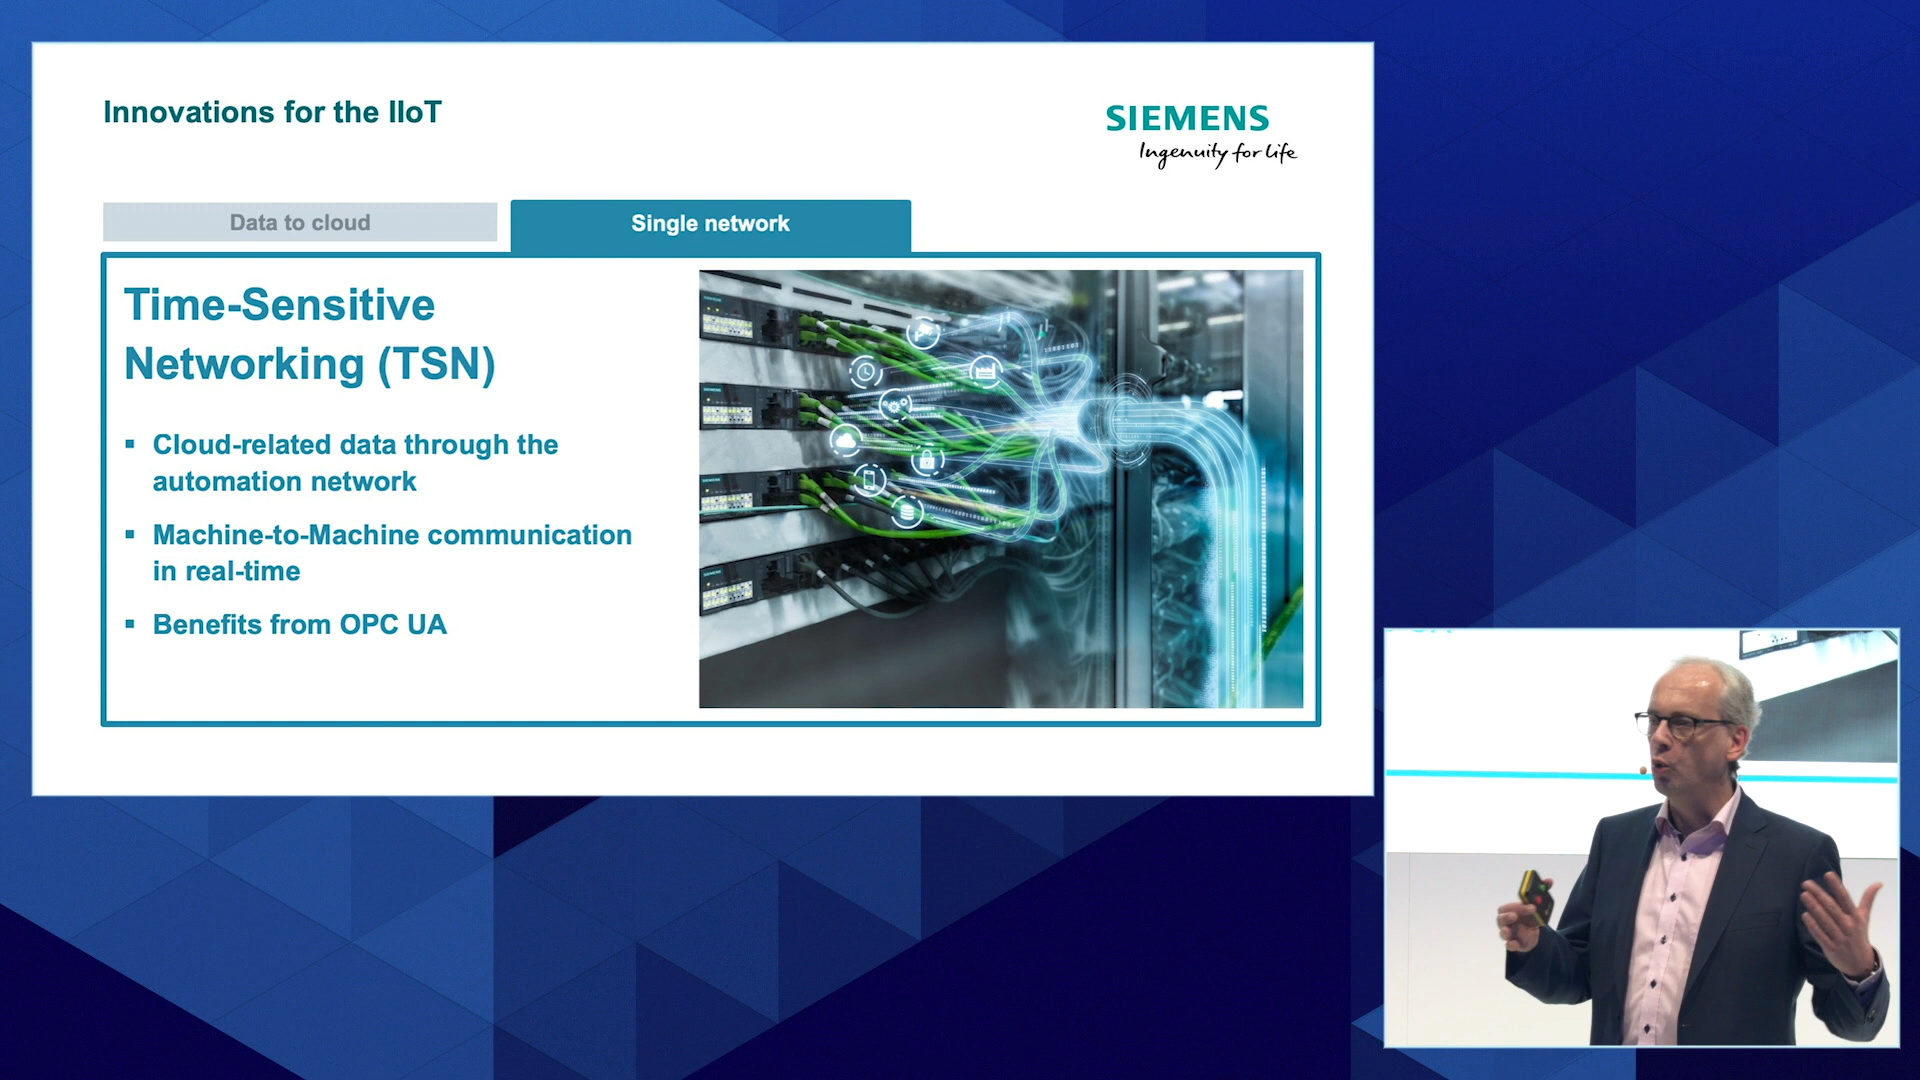 Innovations for the IIoT
SIEMENS
Ingenuity for life
Data to cloud
Single network
Time-Sensitive
Networking (TSN)
▪ Cloud-related data through the
automation network
▪ Machine-to-Machine communication
in real-time
▪ Benefits from OPC UA